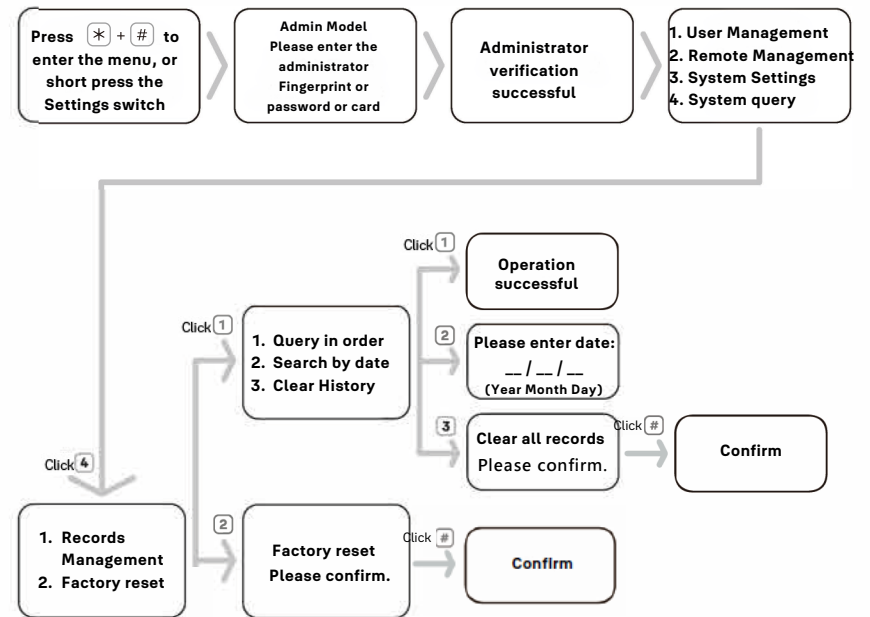 Press * + # to
enter the menu, or
short press the
Settings switch
Admin Model
Please enter the
administrator
Fingerprint or
password or card
Administrator
verification
successful
1. User Management
2. Remote Management
3. System Settings
4. System query
Click 1
Operation
successful
Click 1
1. Query in order
2. Search by date
3. Clear History
2
Please enter date:
__ / __ / __
(Year Month Day)
3
Clear all records
Please confirm.
Click #
Confirm
Click 4
1. Records
Management
2. Factory reset
2
Factory reset
Please confirm.
Click #
Confirm